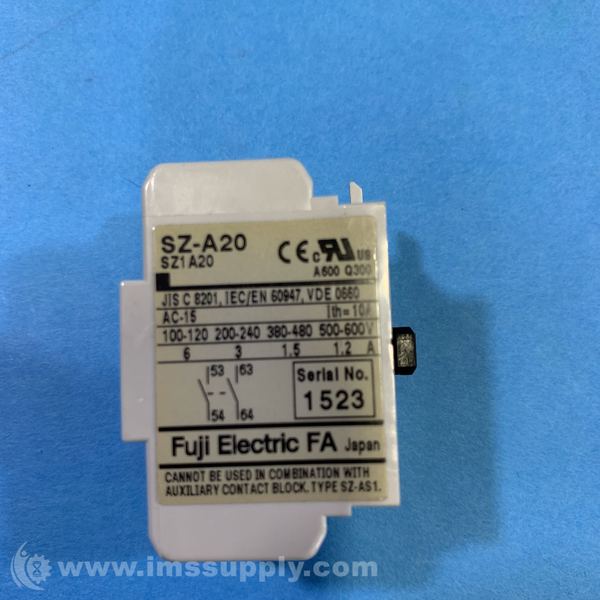 SZ-A20
SZ1A20
CE cRUus
A600 Q300
JIS C 8201, IEC/EN 60947, VDE 0660
AC-15 Ith=10A
100-120 200-240 380-480 500-600V
6 3 1.5 1.2 A
53 63
54 64
Serial No.
1523
Fuji Electric FA Japan
CANNOT BE USED IN COMBINATION WITH
AUXILIARY CONTACT BLOCK. TYPE SZ-AS1.
www.imssupply.com